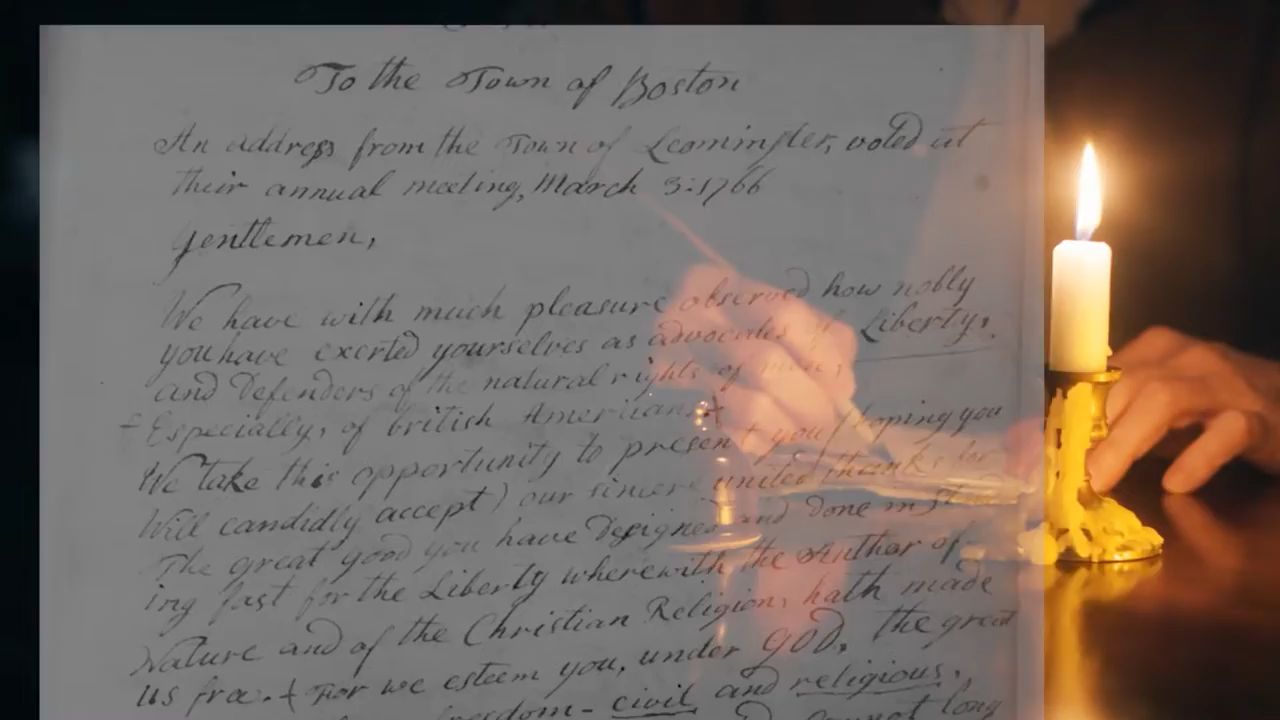 To the Town of Boston
An address from the Town of Leominster, voted at
their annual meeting, March 3:1766
Gentlemen,
We have with much pleasure observed how nobly
you have exerted yourselves as advocates of Liberty,
and Defenders of the natural rights of men,
Especially, of british Americans
We take this opportunity to present you (hoping you
Will candidly accept) our sincere united thanks for
The great good you have Designed and done in
ing fast for the Liberty wherewith the Author of
Nature and of the Christian Religion, hath made
us free. For we esteem you, under GOD, The great
freedom - civil and religious.,
cannot long